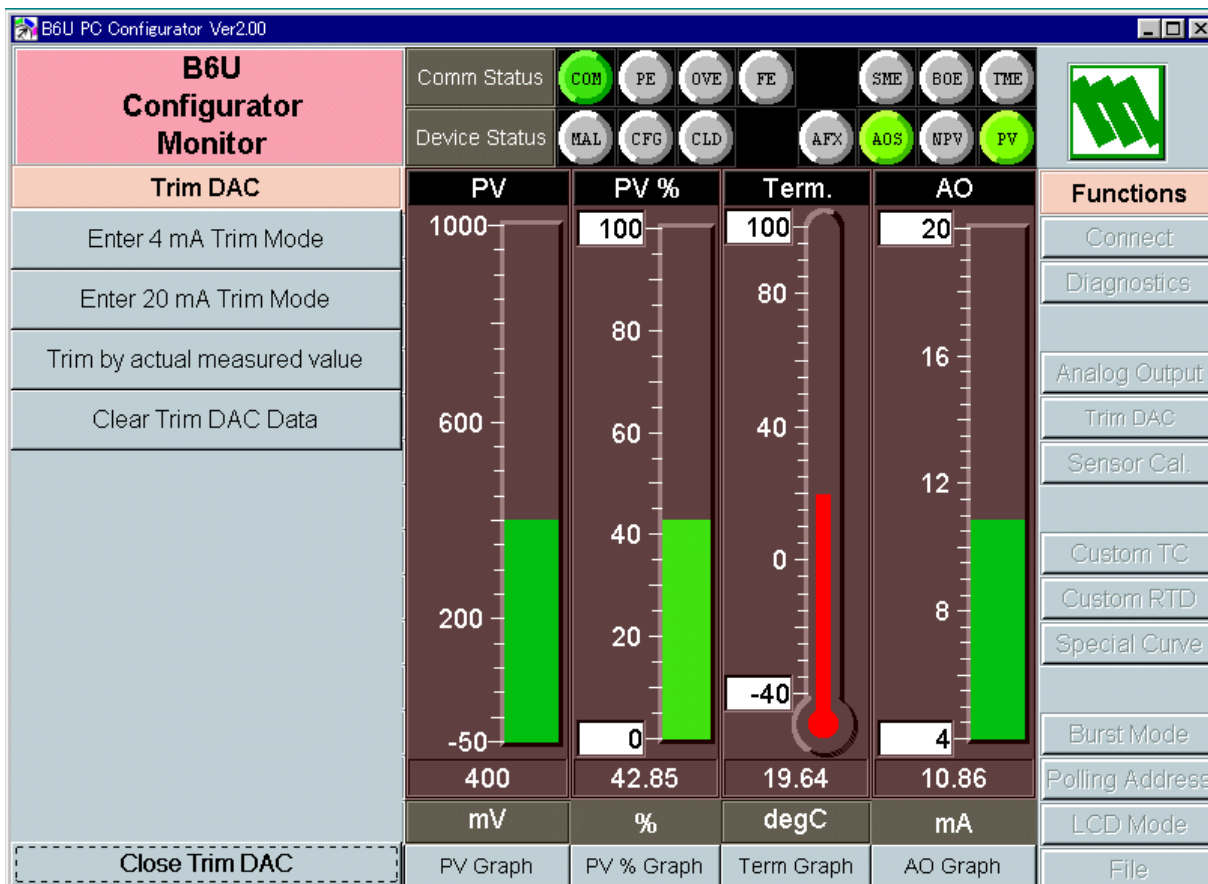 B6U PC Configurator Ver2.00
B6U
Configurator
Monitor
Comm Status COM PE OVE FE SME BOE TME
Device Status MAL CFG CLD AFX AOS NPV PV
Trim DAC
Enter 4 mA Trim Mode
Enter 20 mA Trim Mode
Trim by actual measured value
Clear Trim DAC Data
Close Trim DAC
PV
1000
600
200
-50
400
mV
PV Graph
PV %
100
80
60
40
20
0
42.85
%
PV % Graph
Term.
100
80
40
0
-40
19.64
degC
Term Graph
AO
20
16
12
8
4
10.86
mA
AO Graph
Functions
Connect
Diagnostics
Analog Output
Trim DAC
Sensor Cal.
Custom TC
Custom RTD
Special Curve
Burst Mode
Polling Address
LCD Mode
File